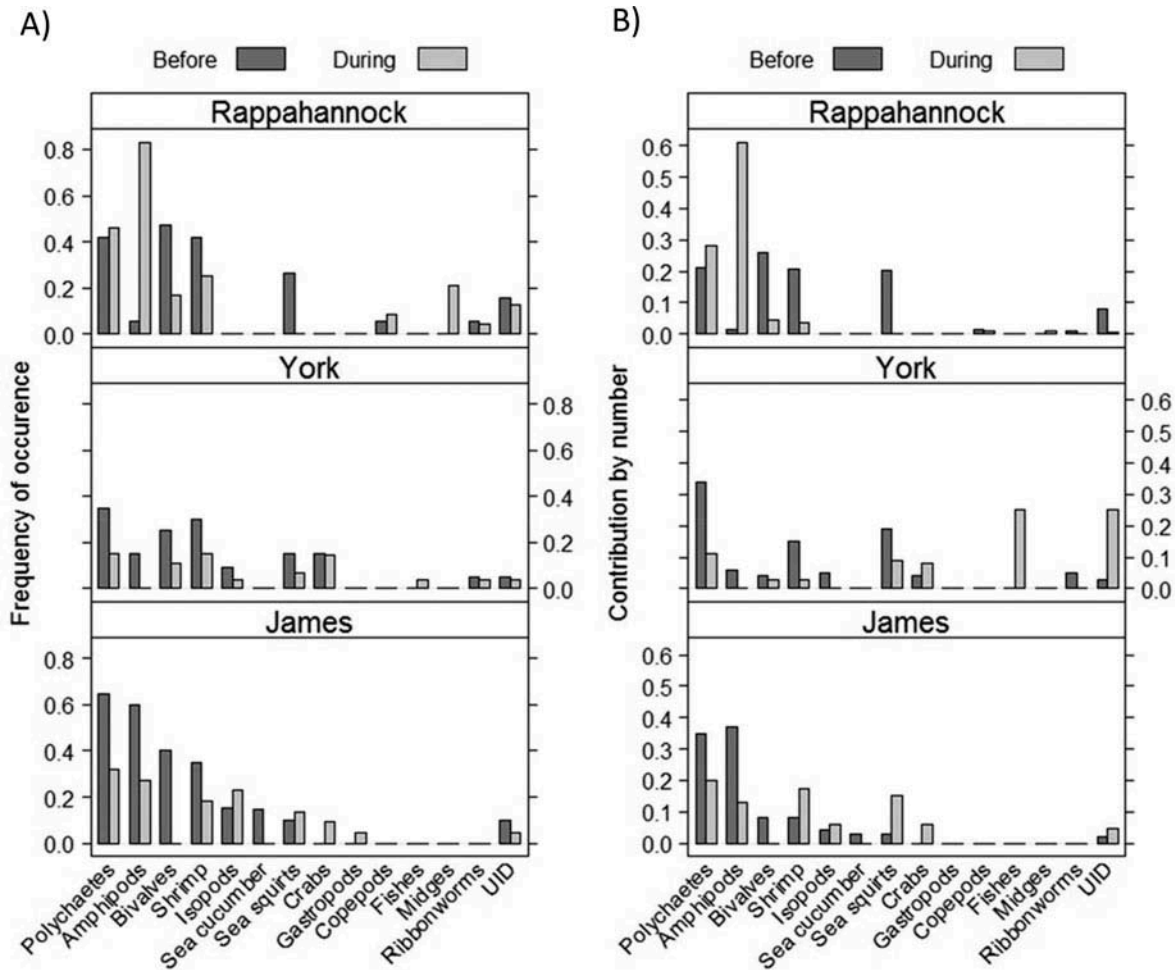 A)
Before During
Rappahannock
0.8
0.6
0.4
0.2
0.0
York
0.8
0.4
0.2
0.0
James
0.8
0.6
0.4
0.2
0.0
Frequency of occurence
Polychaetes
Amphipods
Bivalves
Shrimp
Isopods
Sea cucumber
Sea squirts
Crabs
Gastropods
Copepods
Fishes
Midges
Ribbonworms
UID
B)
Before During
Rappahannock
0.6
0.5
0.4
0.3
0.2
0.1
0.0
York
0.6
0.5
0.4
0.3
0.2
0.1
0.0
James
0.6
0.5
0.4
0.3
0.2
0.1
0.0
Contribution by number
Polychaetes
Amphipods
Bivalves
Shrimp
Isopods
Sea cucumber
Sea squirts
Crabs
Gastropods
Copepods
Fishes
Midges
Ribbonworms
UID